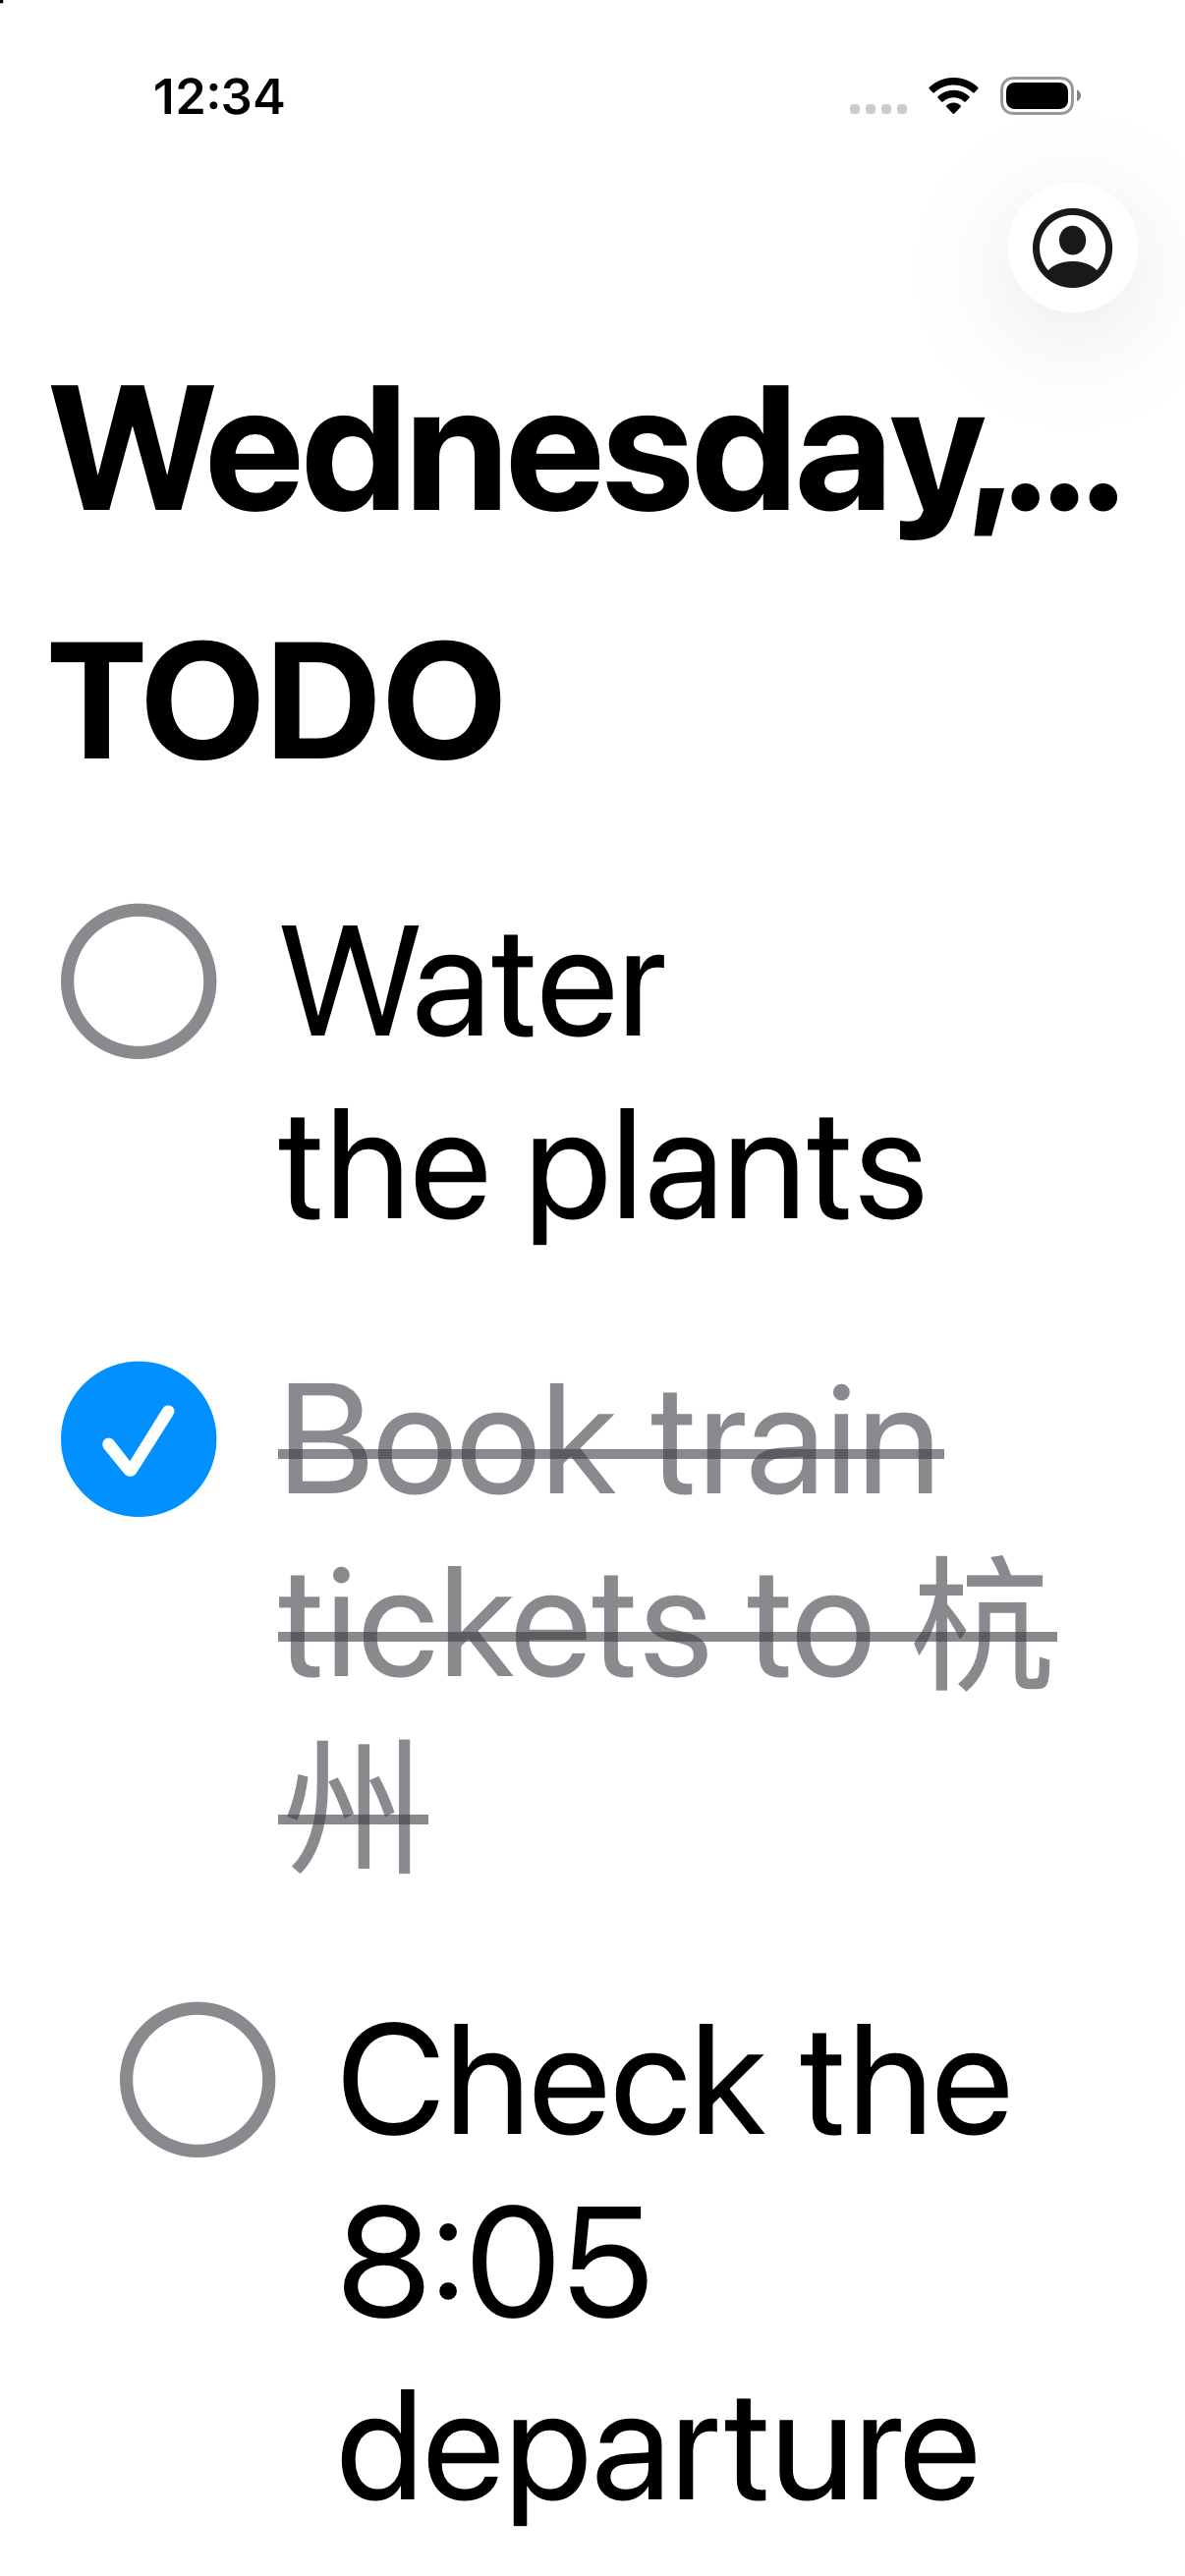 12:34
Wednesday,...
TODO
Water
the plants
Book train
tickets to 杭
州
Check the
8:05
departure